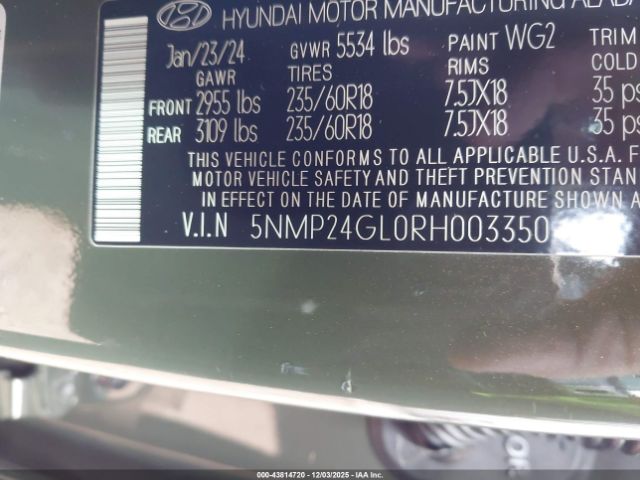 HYUNDAI MOTOR MANUFACTURING ALABA
Jan/23/24 GVWR 5534 lbs PAINT WG2 TRIM
GAWR TIRES RIMS COLD
FRONT 2955 lbs 235/60R18 7.5JX18 35 ps
REAR 3109 lbs 235/60R18 7.5JX18 35 ps
THIS VEHICLE CONFORMS TO ALL APPLICABLE U.S.A. F
MOTOR VEHICLE SAFETY AND THEFT PREVENTION STAN
IN EFFECT ON THE DATE OF MANUFACTURE SHOWN A
V.I.N 5NMP24GL0RH003350
000-43814720 12/03/2025 IAA Inc.